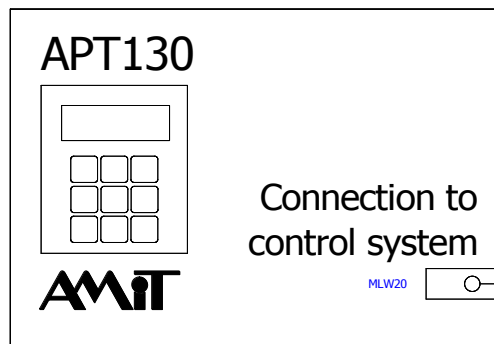 APT130
Connection to
control system
MLW20
AMiT